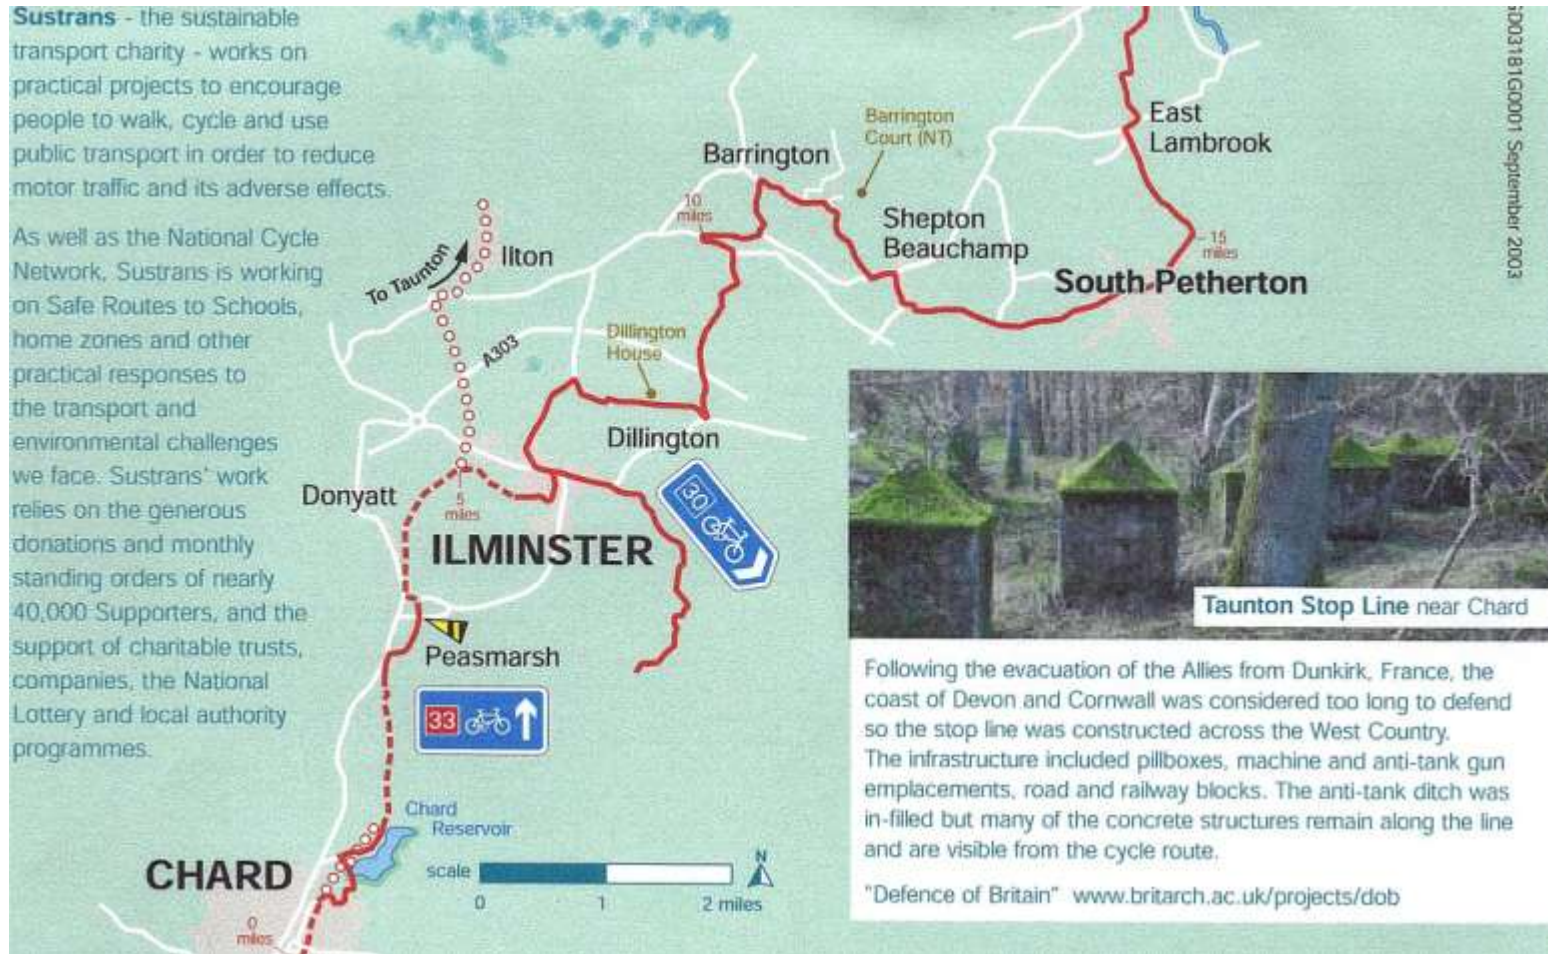 Sustrans - the sustainable
transport charity - works on
practical projects to encourage
people to walk, cycle and use
public transport in order to reduce
motor traffic and its adverse effects.
As well as the National Cycle
Network, Sustrans is working
on Safe Routes to Schools,
home zones and other
practical responses to
the transport and
environmental challenges
we face. Sustrans' work
relies on the generous
donations and monthly
standing orders of nearly
40,000 Supporters, and the
support of charitable trusts,
companies, the National
Lottery and local authority
programmes.
Barrington
Barrington
Court (NT)
East
Lambrook
10
miles
Shepton
Beauchamp
15
miles
South Petherton
To Taunton
Ilton
A303
Dillington
House
Dillington
Donyatt
5
miles
30
ILMINSTER
Peasmarsh
33
Chard
Reservoir
CHARD
0
miles
scale
0
1
2 miles
N
GD03181G0001 September 2003
Taunton Stop Line near Chard
Following the evacuation of the Allies from Dunkirk, France, the
coast of Devon and Cornwall was considered too long to defend
so the stop line was constructed across the West Country.
The infrastructure included pillboxes, machine and anti-tank gun
emplacements, road and railway blocks. The anti-tank ditch was
in-filled but many of the concrete structures remain along the line
and are visible from the cycle route.
"Defence of Britain" www.britarch.ac.uk/projects/dob